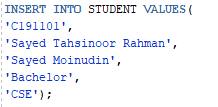 INSERT INTO STUDENT VALUES(
'C191101',
'Sayed Tahsinoor Rahman',
'Sayed Moinudin',
'Bachelor',
'CSE');